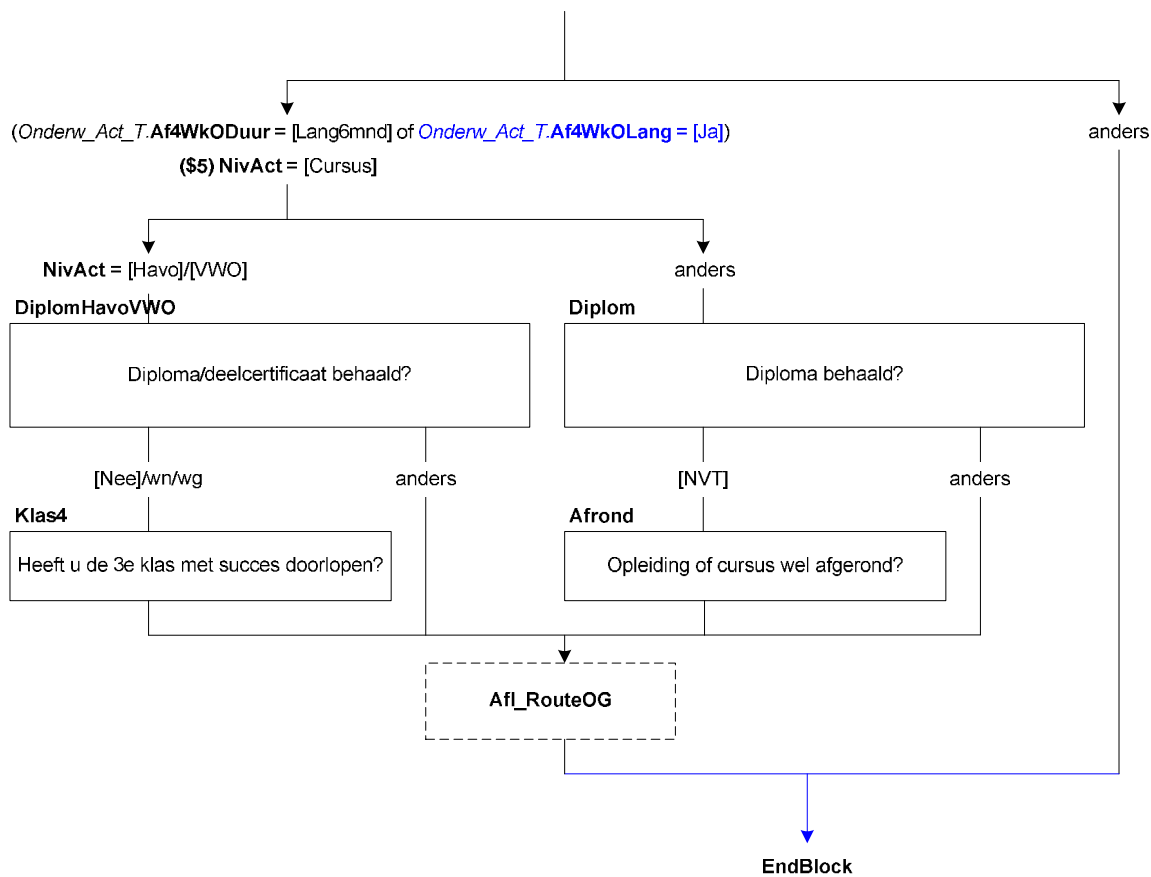 (Onderw_Act_T.Af4WkODuur = [Lang6mnd] of Onderw_Act_T.Af4WkOLang = [Ja])
anders
($5) NivAct = [Cursus]
NivAct = [Havo]/[VWO]
anders
DiplomHavoVWO
Diplom
Diploma/deelcertificaat behaald?
Diploma behaald?
[Nee]/wn/wg
anders
[NVT]
anders
Klas4
Afrond
Heeft u de 3e klas met succes doorlopen?
Opleiding of cursus wel afgerond?
Afl_RouteOG
EndBlock